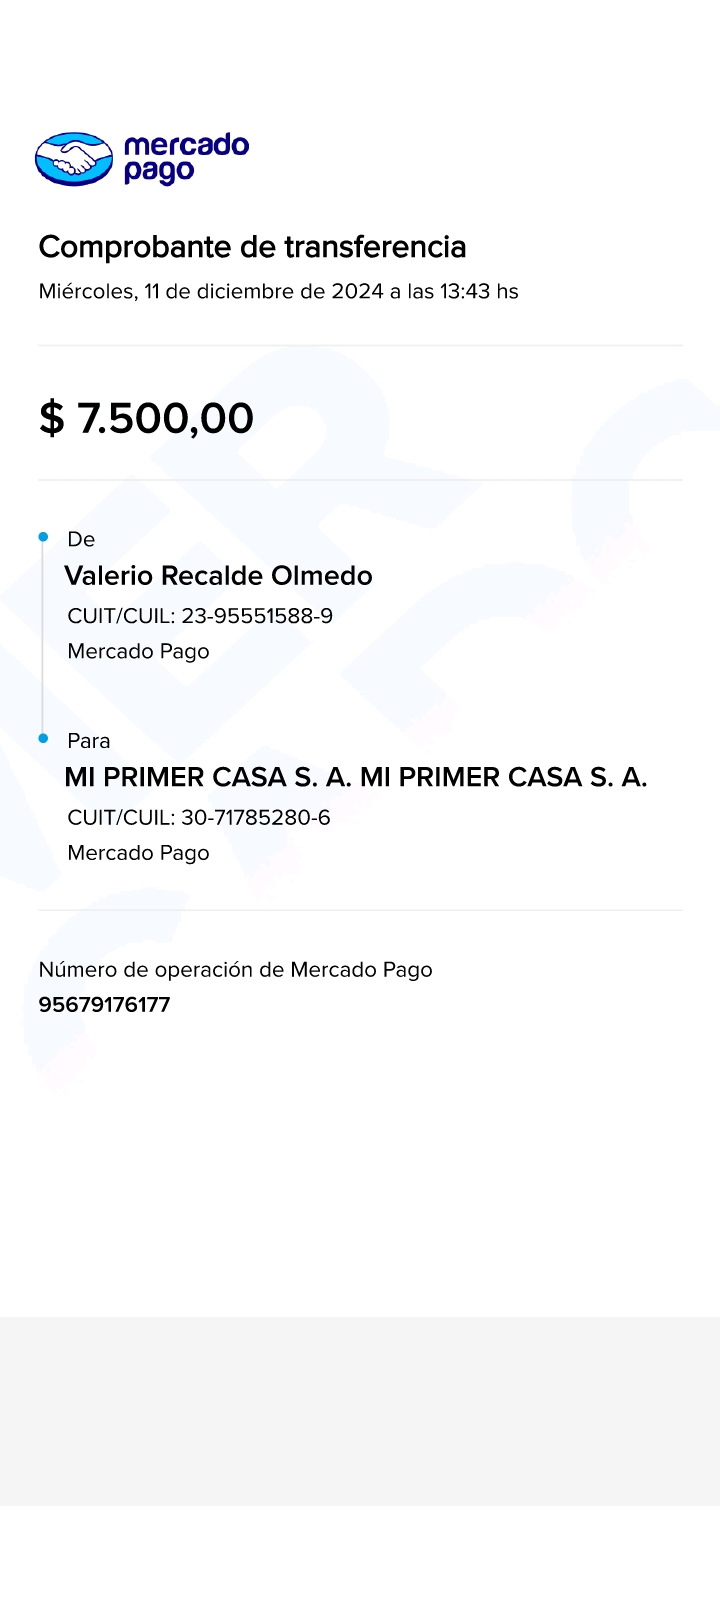 mercado
pago
Comprobante de transferencia
Miércoles, 11 de diciembre de 2024 a las 13:43 hs
$ 7.500,00
De
Valerio Recalde Olmedo
CUIT/CUIL: 23-95551588-9
Mercado Pago
Para
MI PRIMER CASA S. A. MI PRIMER CASA S. A.
CUIT/CUIL: 30-71785280-6
Mercado Pago
Número de operación de Mercado Pago
95679176177